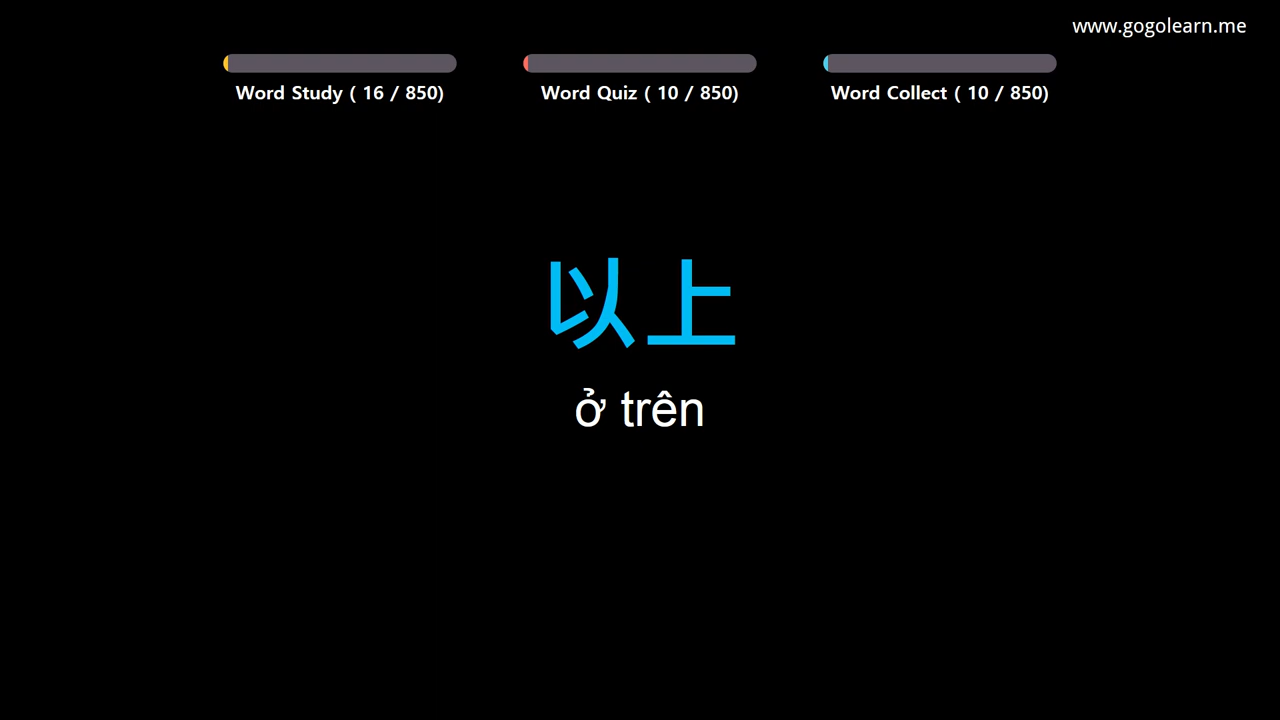 www.gogolearn.me
Word Study ( 16 / 850)
Word Quiz ( 10 / 850)
Word Collect ( 10 / 850)
以上
ở trên